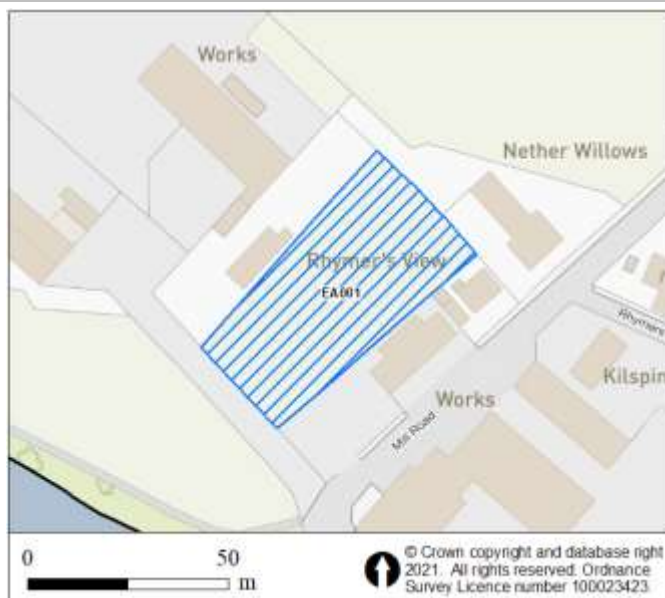 Works
Nether Willows
Rhymer's View
EA001
Rhymers
Kilspin
Works
Mill Road
0 50
m
© Crown copyright and database right
2021. All rights reserved. Ordnance
Survey Licence number 100023423.